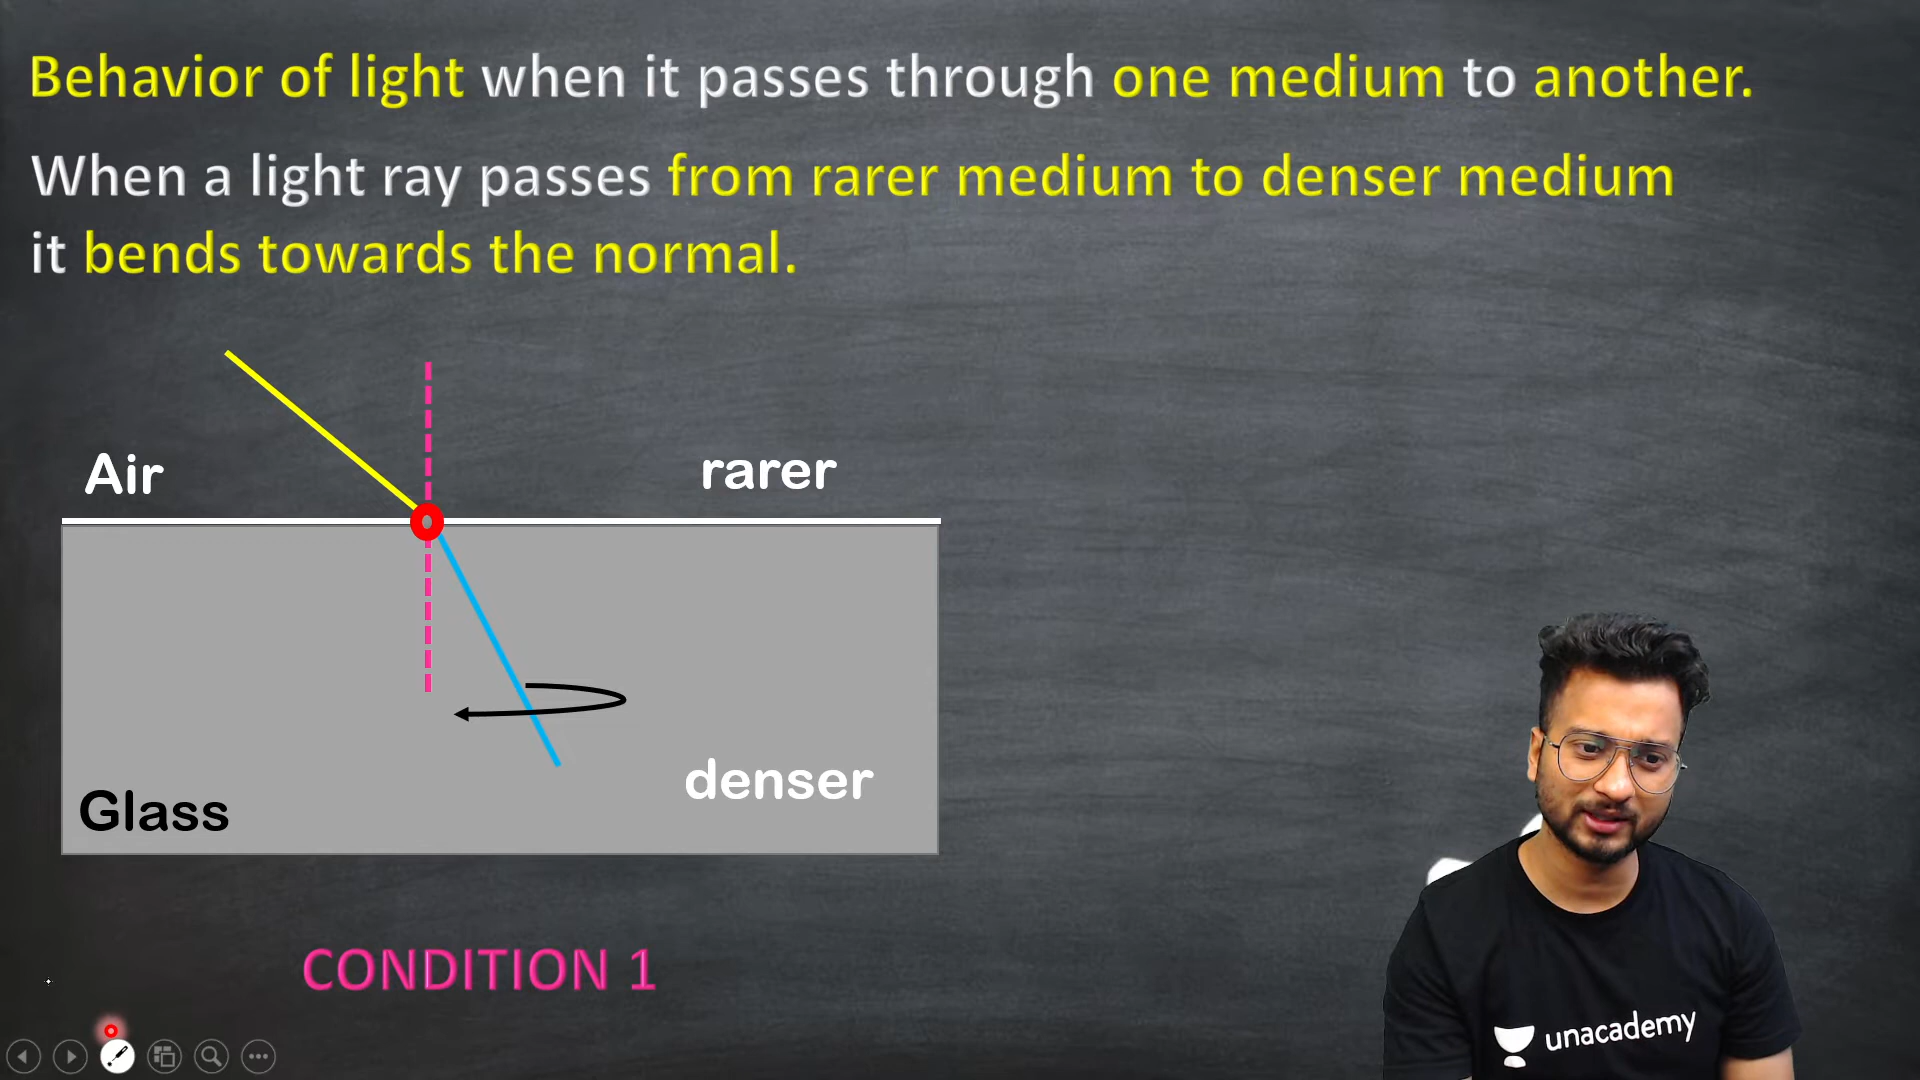 Behavior of light when it passes through one medium to another.
When a light ray passes from rarer medium to denser medium
it bends towards the normal.
Air
rarer
denser
Glass
CONDITION 1
unacademy